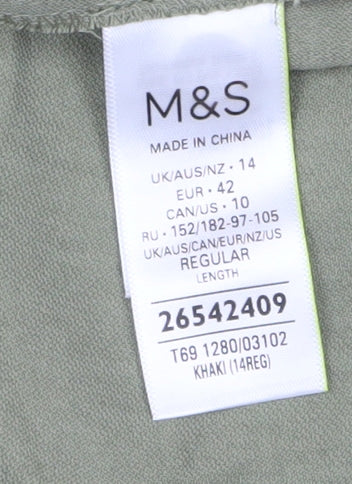 M&S
MADE IN CHINA
UK/AUS/NZ • 14
EUR • 42
CAN/US • 10
RU • 152/182-97-105
UK/AUS/CAN/EUR/NZ/US
REGULAR
LENGTH
26542409
T69 1280/03102
KHAKI (14REG)